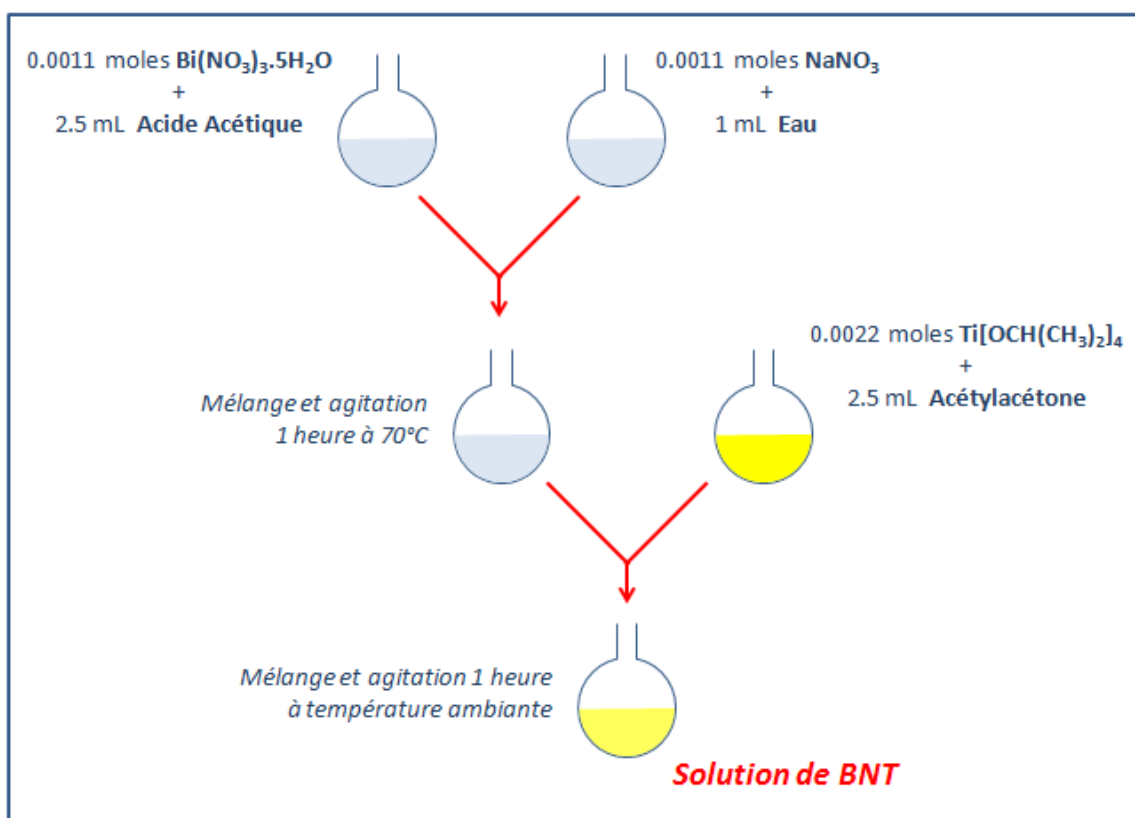 0.0011 moles Bi(NO₃)₃.5H₂O
+
2.5 mL Acide Acétique
0.0011 moles NaNO₃
+
1 mL Eau
Mélange et agitation
1 heure à 70°C
0.0022 moles Ti[OCH(CH₃)₂]₄
+
2.5 mL Acétylacétone
Mélange et agitation 1 heure
à température ambiante
Solution de BNT